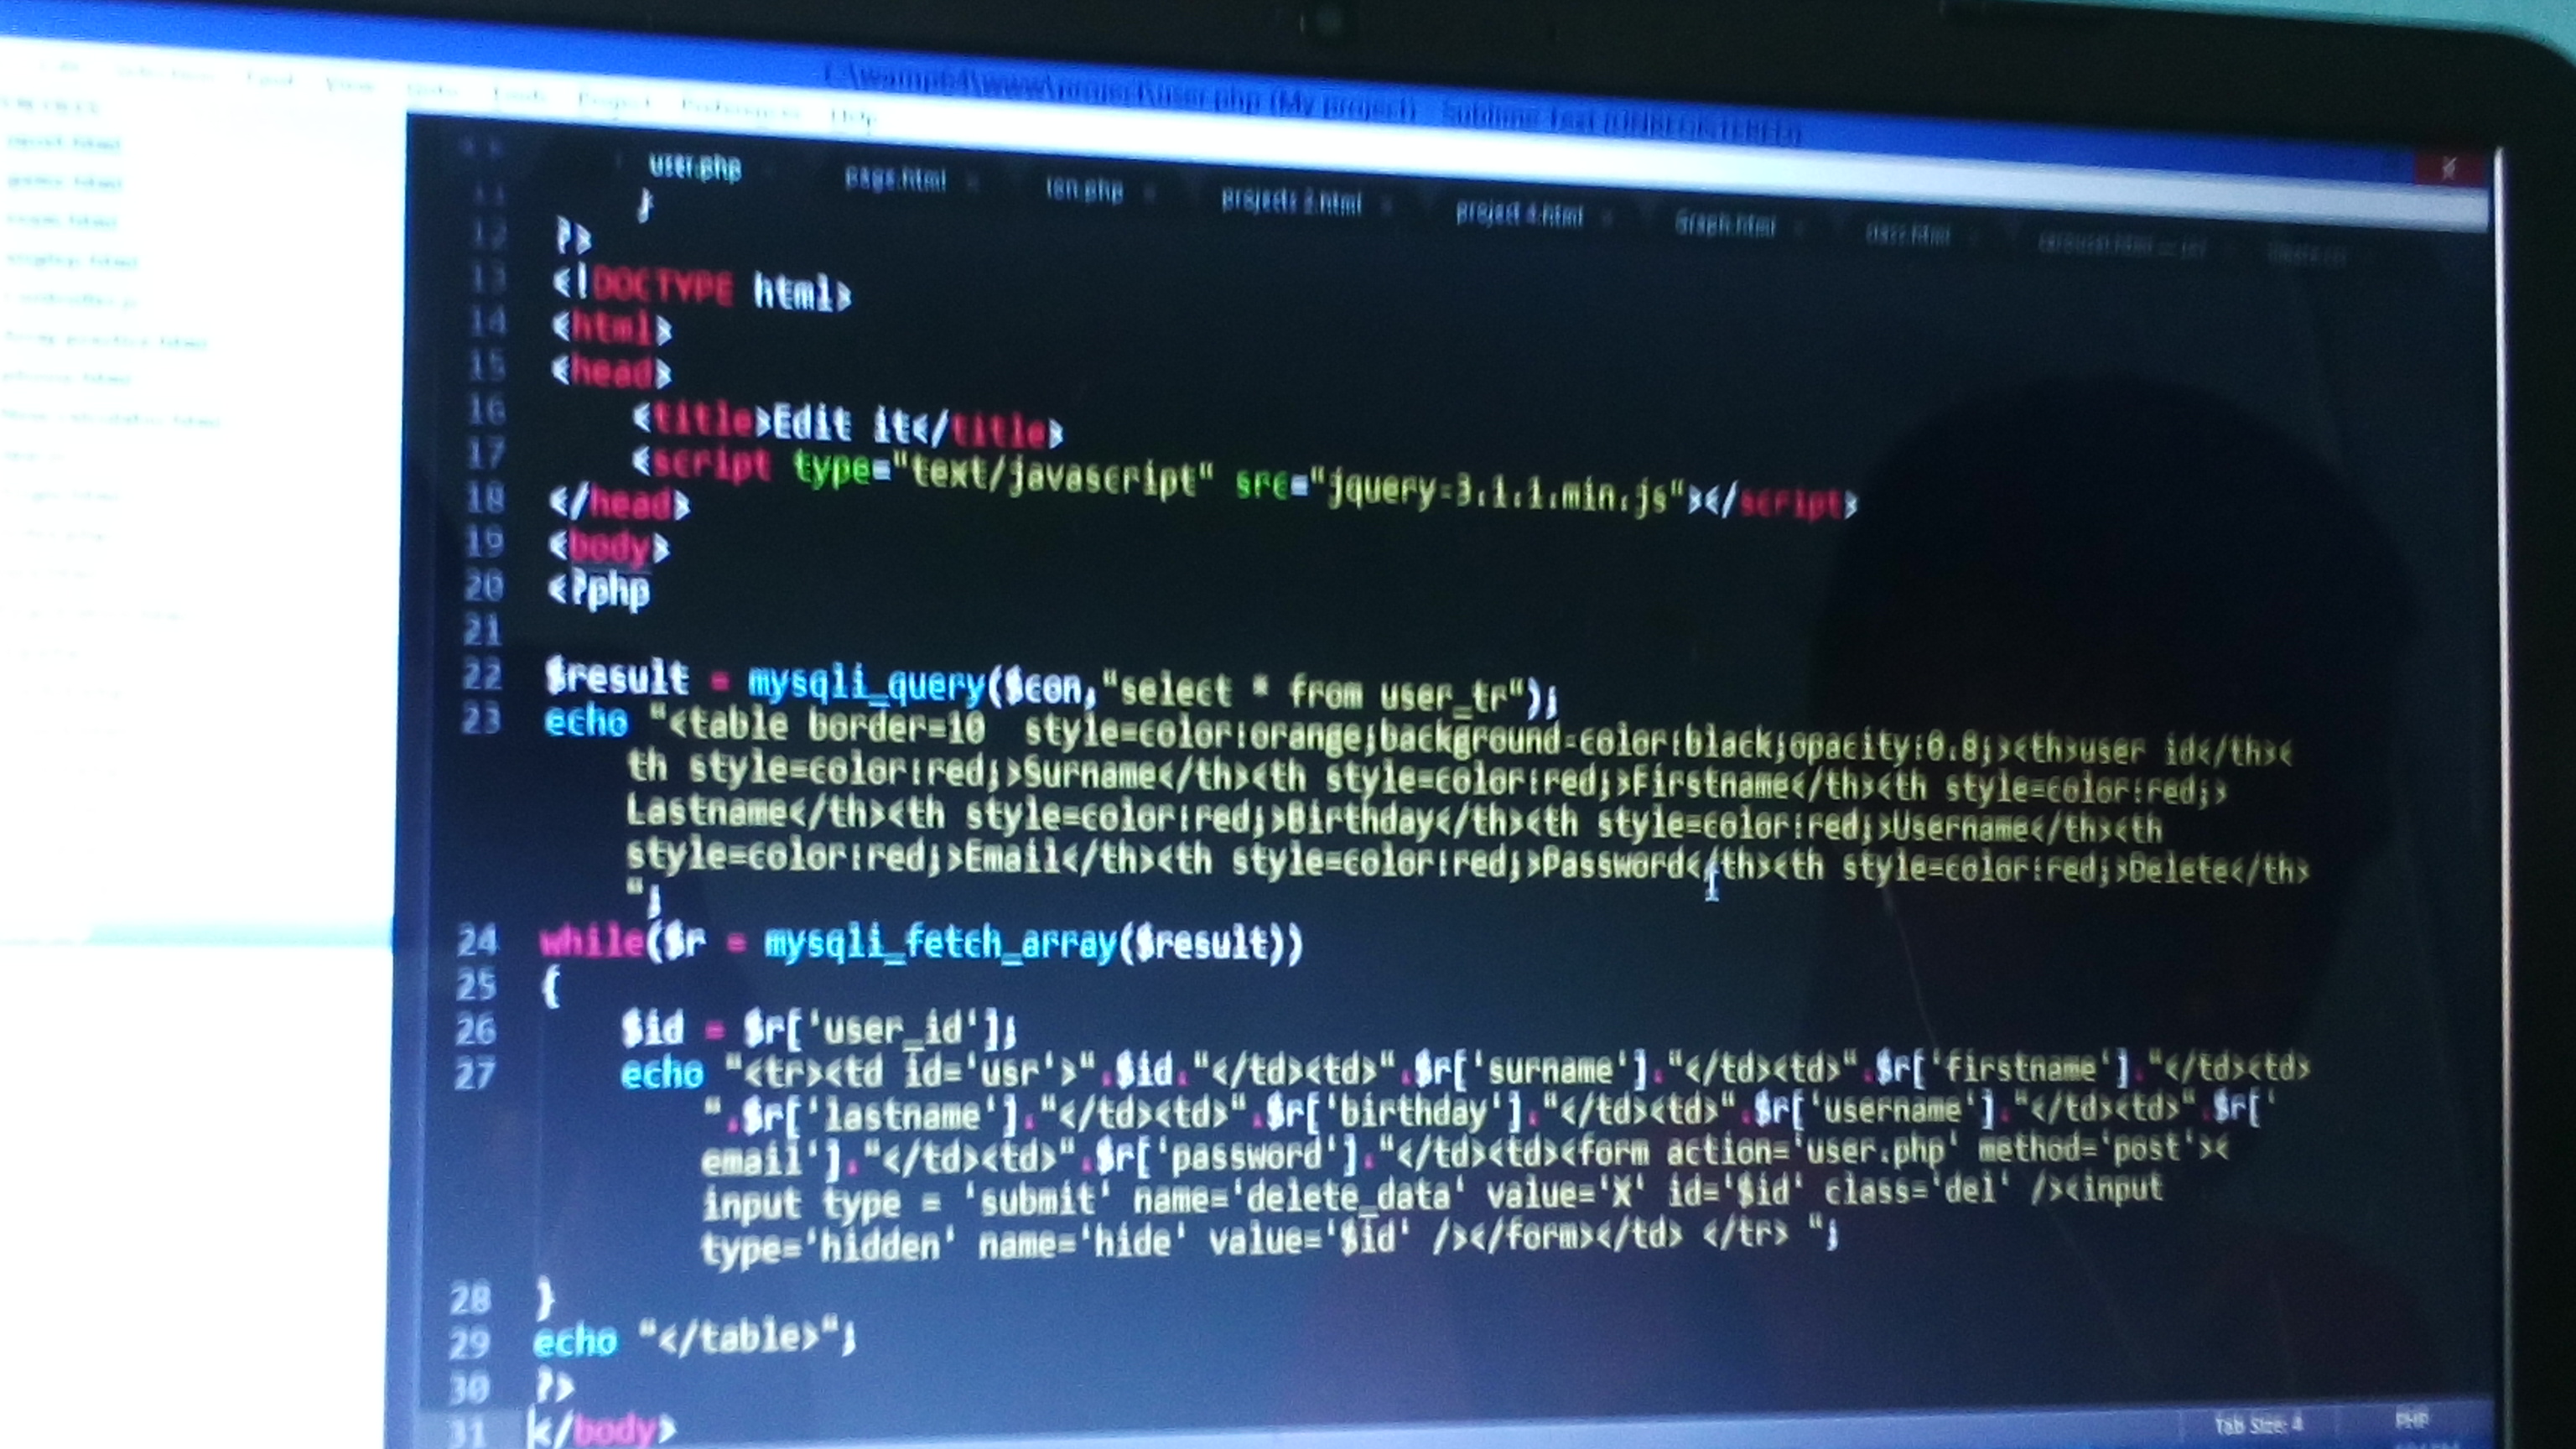 C:\wamp64\www\project\user.php (My project) - Sublime Text (UNREGISTERED)
Goto Tools Project Preferences Help
user.php page.html ion.php projects 2.html project 4.html Graph.html class.html
11 }
12 ?>
13 <!DOCTYPE html>
14 <html>
15 <head>
16 <title>Edit it</title>
17 <script type="text/javascript" src="jquery-3.1.1.min.js"></script>
18 </head>
19 <body>
20 <?php
21
22 $result = mysqli_query($con,"select * from user_tr");
23 echo "<table border=10  style=color:orange;background-color:black;opacity:0.8;><th>user id</th><
th style=color:red;>Surname</th><th style=color:red;>Firstname</th><th style=color:red;>
Lastname</th><th style=color:red;>Birthday</th><th style=color:red;>Username</th><th
style=color:red;>Email</th><th style=color:red;>Password</th><th style=color:red;>Delete</th>
";
24 while($r = mysqli_fetch_array($result))
25 {
26 $id = $r['user_id'];
27 echo "<tr><td id='usr'>".$id."</td><td>".$r['surname']."</td><td>".$r['firstname']."</td><td>
".$r['lastname']."</td><td>".$r['birthday']."</td><td>".$r['username']."</td><td>".$r['
email']."</td><td>".$r['password']."</td><td><form action='user.php' method='post'><
input type = 'submit' name='delete_data' value='X' id='$id' class='del' /><input
type='hidden' name='hide' value='$id' /></form></td> </tr> ";
28 }
29 echo "</table>";
30 ?>
31 </body>
Tab Size: 4 PHP